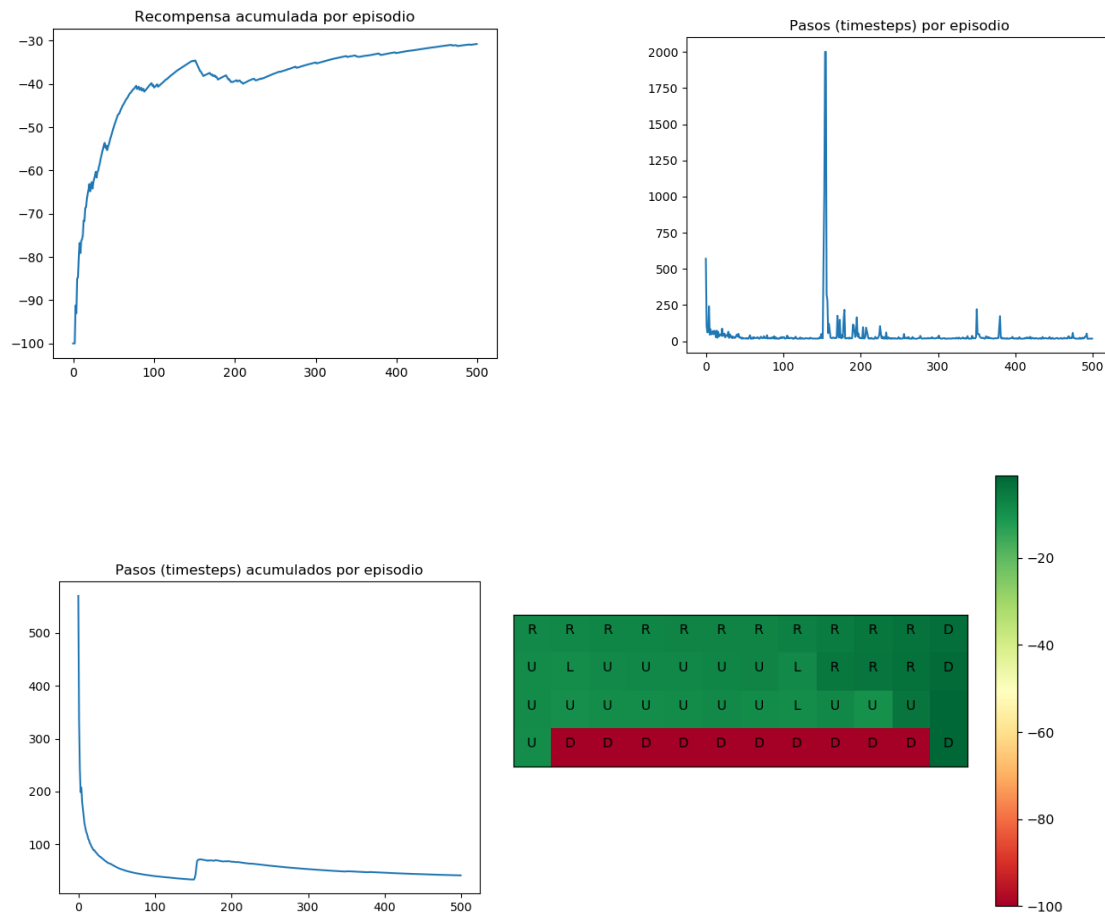 Recompensa acumulada por episodio
−30
−40
−50
−60
−70
−80
−90
−100
0 100 200 300 400 500
Pasos (timesteps) por episodio
2000
1750
1500
1250
1000
750
500
250
0
0 100 200 300 400 500
Pasos (timesteps) acumulados por episodio
500
400
300
200
100
0 100 200 300 400 500
R R R R R R R R R R R D
U L U U U U U L R R R D
U U U U U U U L U U U
U D D D D D D D D D D D
−20
−40
−60
−80
−100